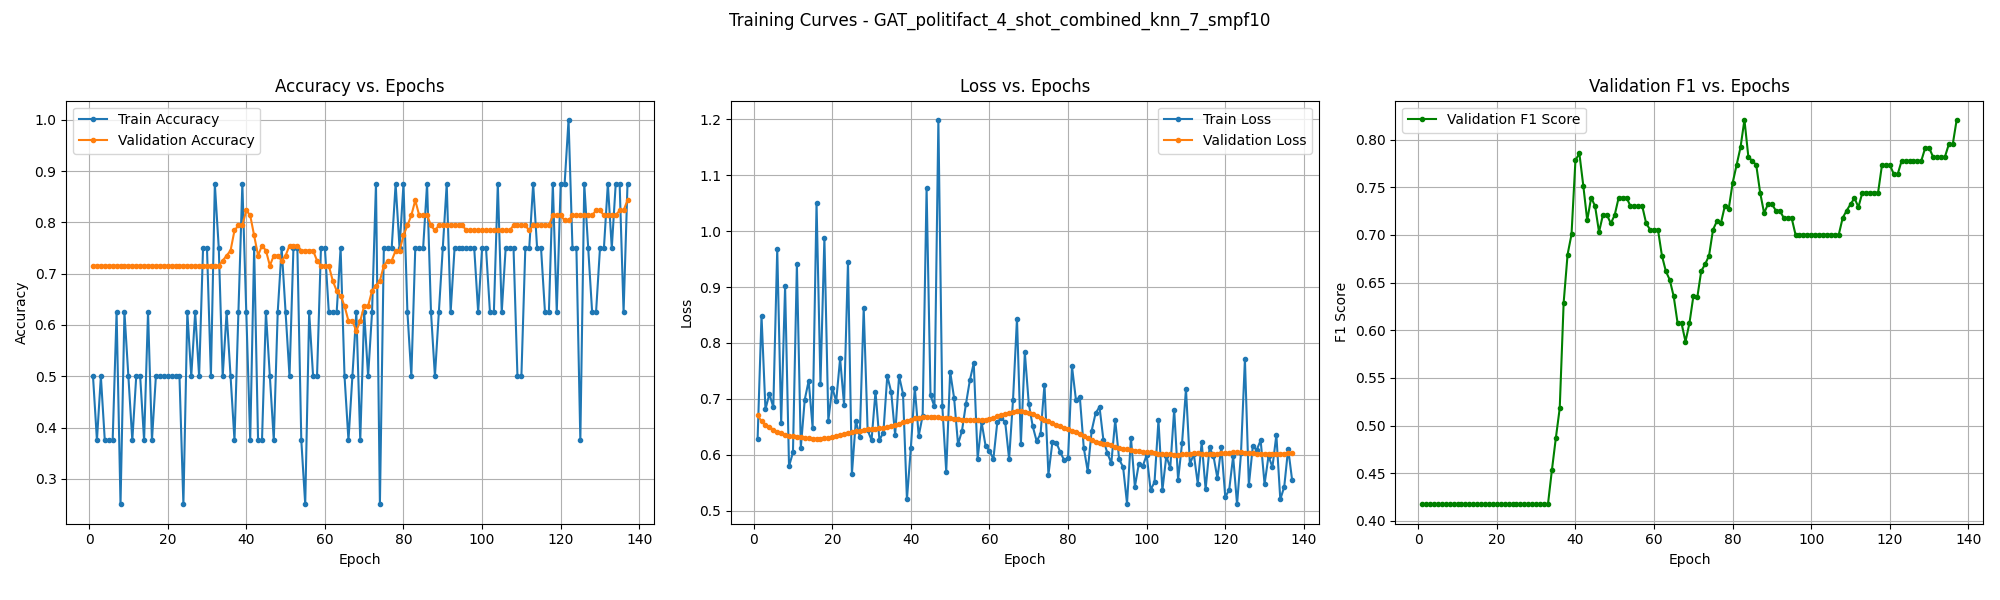 Training Curves - GAT_politifact_4_shot_combined_knn_7_smpf10
Accuracy vs. Epochs
Train Accuracy
Validation Accuracy
1.0
0.9
0.8
0.7
0.6
0.5
0.4
0.3
Accuracy
0 20 40 60 80 100 120 140
Epoch
Loss vs. Epochs
Train Loss
Validation Loss
1.2
1.1
1.0
0.9
0.8
0.7
0.6
0.5
Loss
0 20 40 60 80 100 120 140
Epoch
Validation F1 vs. Epochs
Validation F1 Score
0.80
0.75
0.70
0.65
0.60
0.55
0.50
0.45
0.40
F1 Score
0 20 40 60 80 100 120 140
Epoch